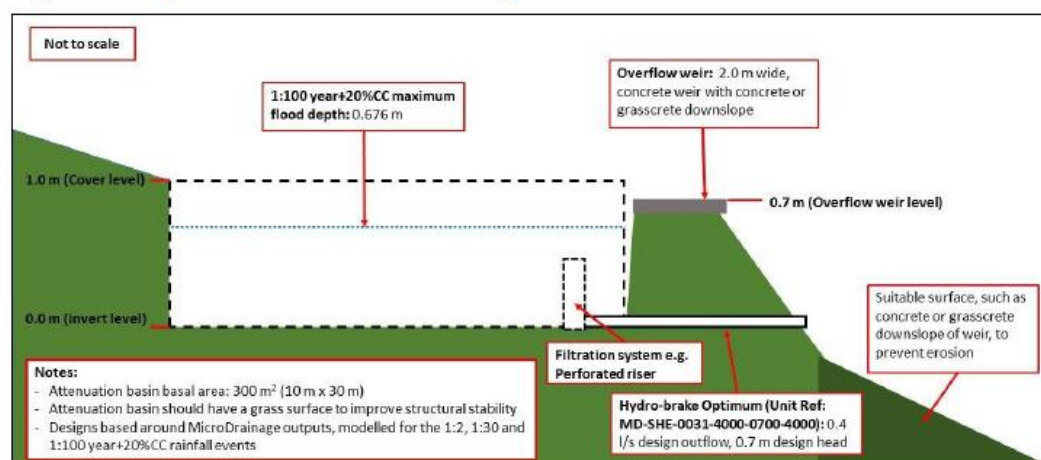 Not to scale
1:100 year+20%CC maximum
flood depth: 0.676 m
Overflow weir: 2.0 m wide,
concrete weir with concrete or
grasscrete downslope
1.0 m (Cover level)
0.7 m (Overflow weir level)
0.0 m (Invert level)
Suitable surface, such as
concrete or grasscrete
downslope of weir, to
prevent erosion
Filtration system e.g.
Perforated riser
Notes:
- Attenuation basin basal area: 300 m² (10 m x 30 m)
- Attenuation basin should have a grass surface to improve structural stability
- Designs based around MicroDrainage outputs, modelled for the 1:2, 1:30 and
1:100 year+20%CC rainfall events
Hydro-brake Optimum (Unit Ref:
MD-SHE-0031-4000-0700-4000): 0.4
l/s design outflow, 0.7 m design head